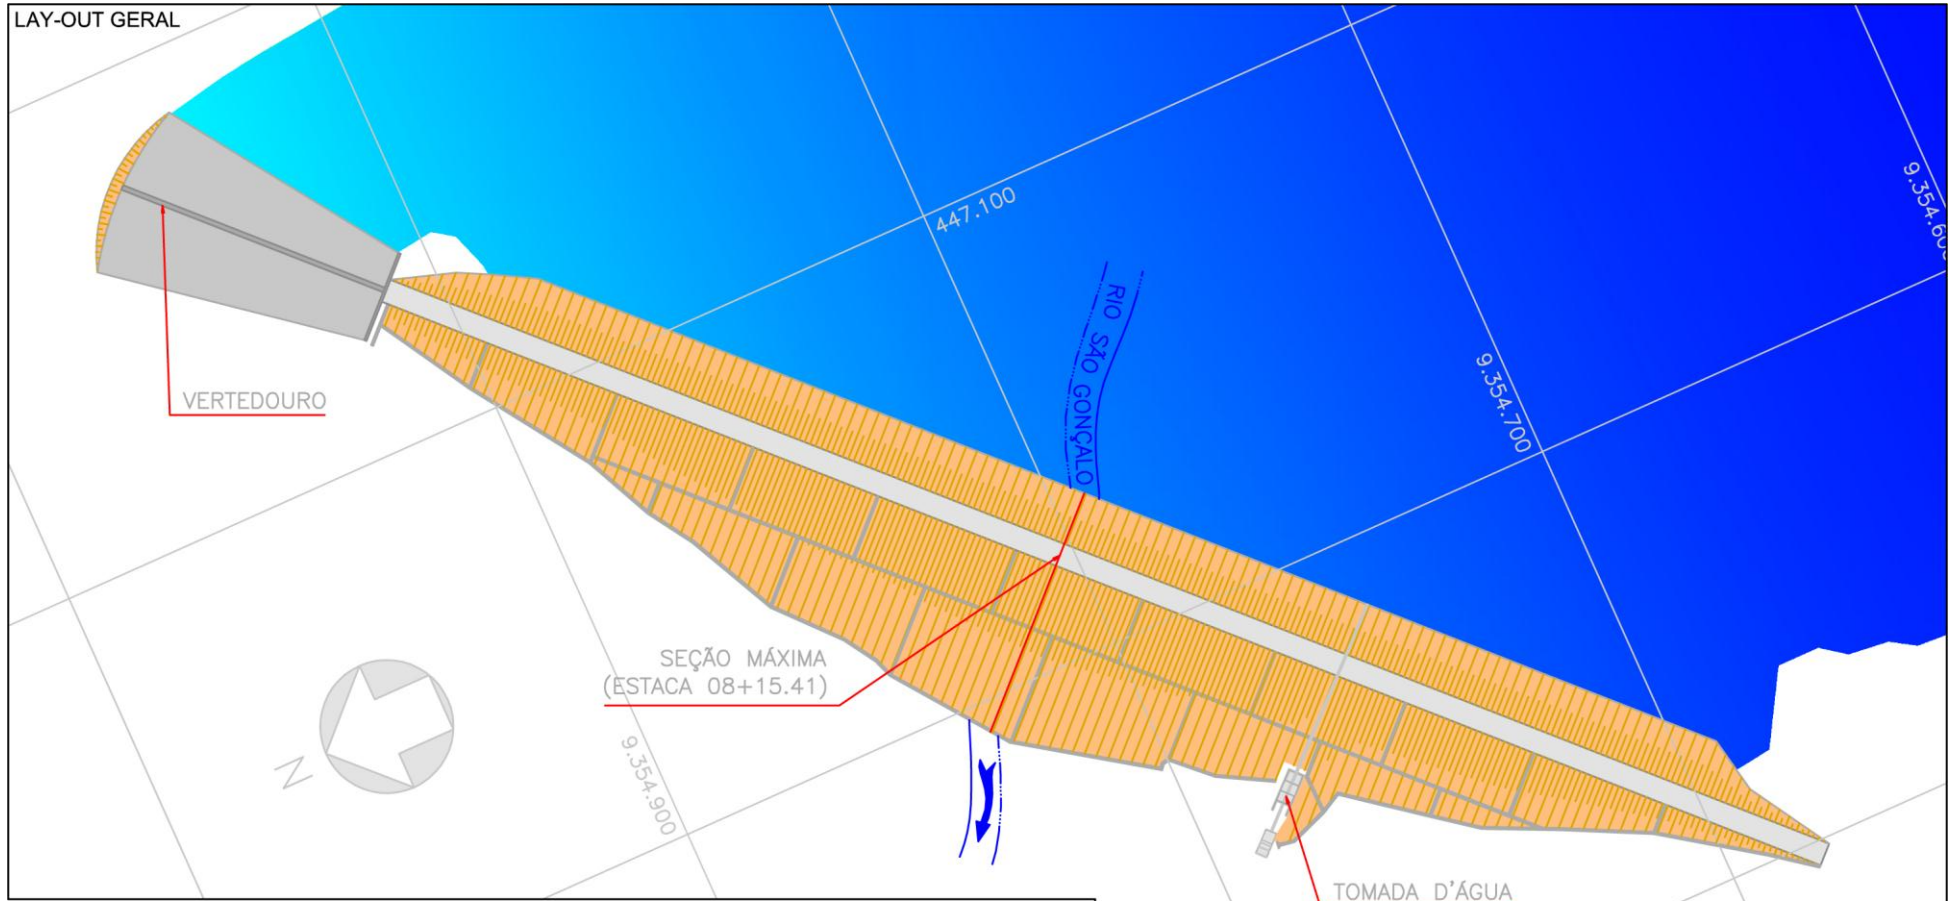 LAY-OUT GERAL
447.100
9.354.600
RIO SÃO GONÇALO
9.354.700
VERTEDOURO
SEÇÃO MÁXIMA
(ESTACA 08+15.41)
9.354.900
N
TOMADA D'ÁGUA